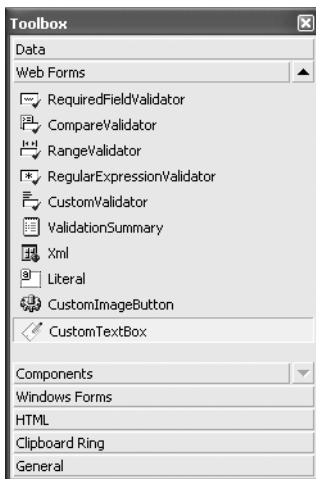 Toolbox
Data
Web Forms
RequiredFieldValidator
CompareValidator
RangeValidator
RegularExpressionValidator
CustomValidator
ValidationSummary
Xml
Literal
CustomImageButton
CustomTextBox
Components
Windows Forms
HTML
Clipboard Ring
General